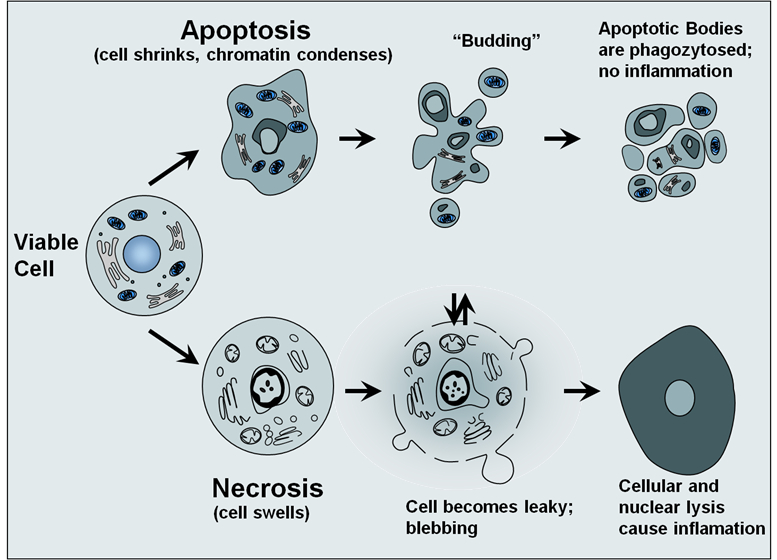 Apoptosis
(cell shrinks, chromatin condenses)
“Budding”
Apoptotic Bodies
are phagozytosed;
no inflammation
Viable
Cell
Necrosis
(cell swells)
Cell becomes leaky;
blebbing
Cellular and
nuclear lysis
cause inflamation